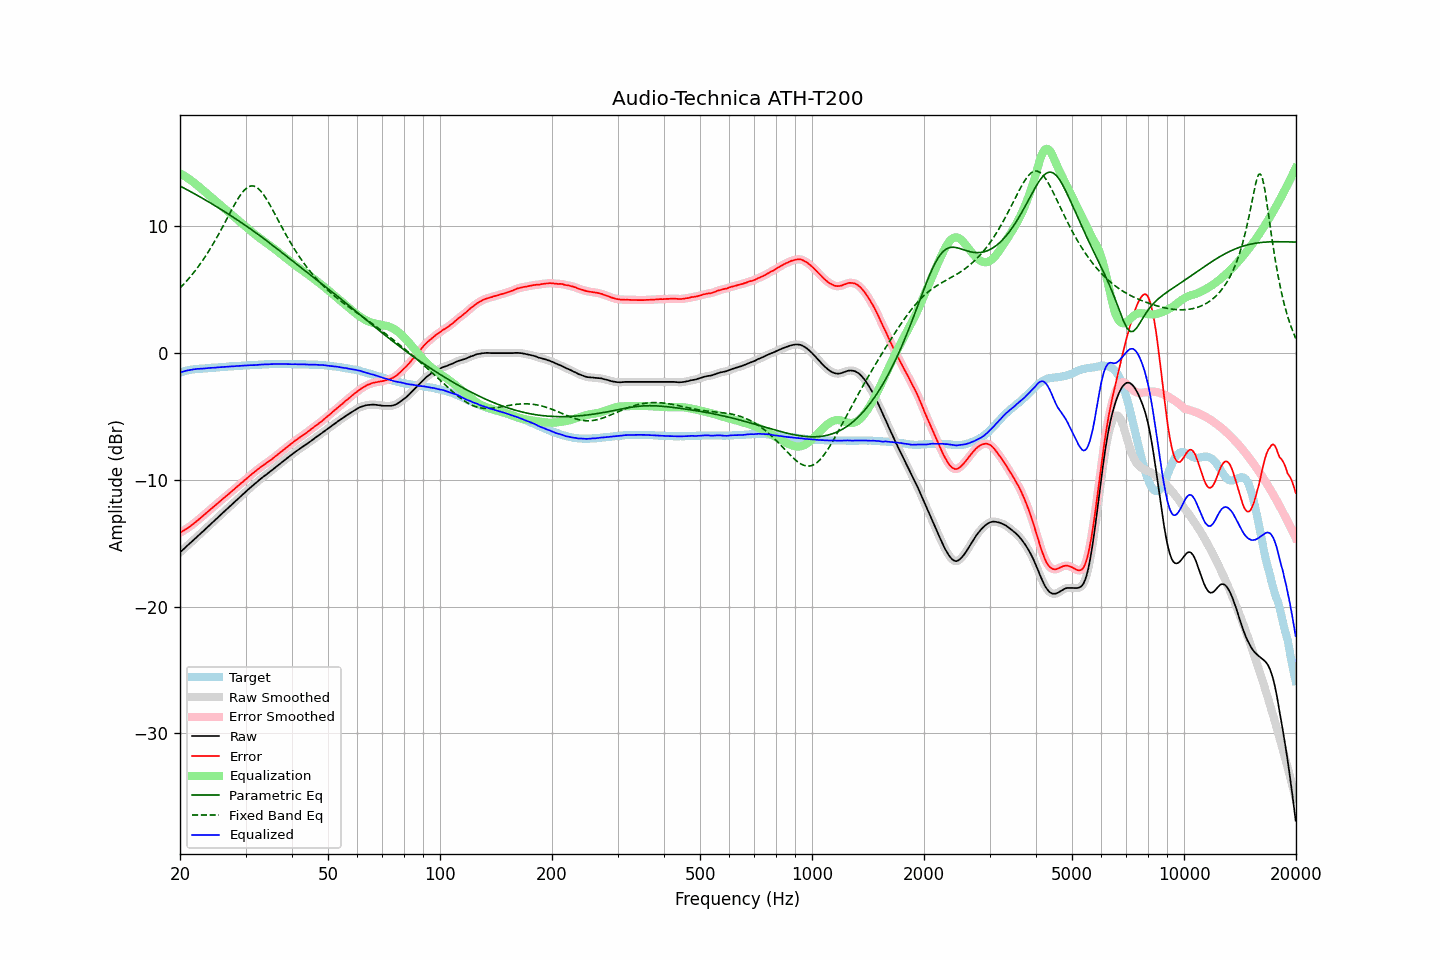 Audio-Technica ATH-T200
Amplitude (dBr)
10
0
−10
−20
−30
Target
Raw Smoothed
Error Smoothed
Raw
Error
Equalization
Parametric Eq
Fixed Band Eq
Equalized
20 50 100 200 500 1000 2000 5000 10000 20000
Frequency (Hz)